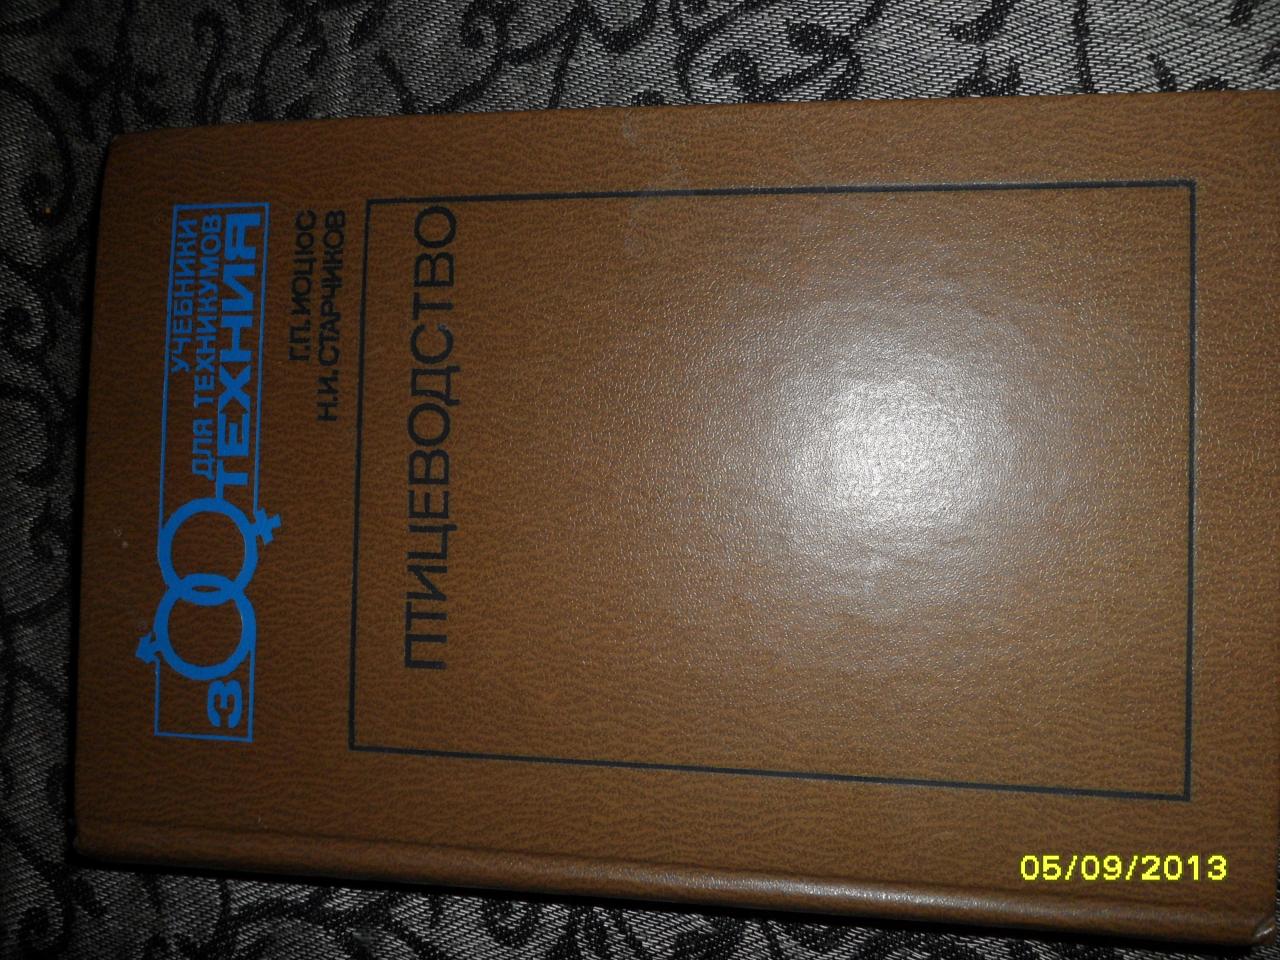 УЧЕБНИКИ
ДЛЯ ТЕХНИКУМОВ
ЗООТЕХНИЯ
Г.П. ИОЦЮС
Н.И. СТАРЧИКОВ
ПТИЦЕВОДСТВО
05/09/2013